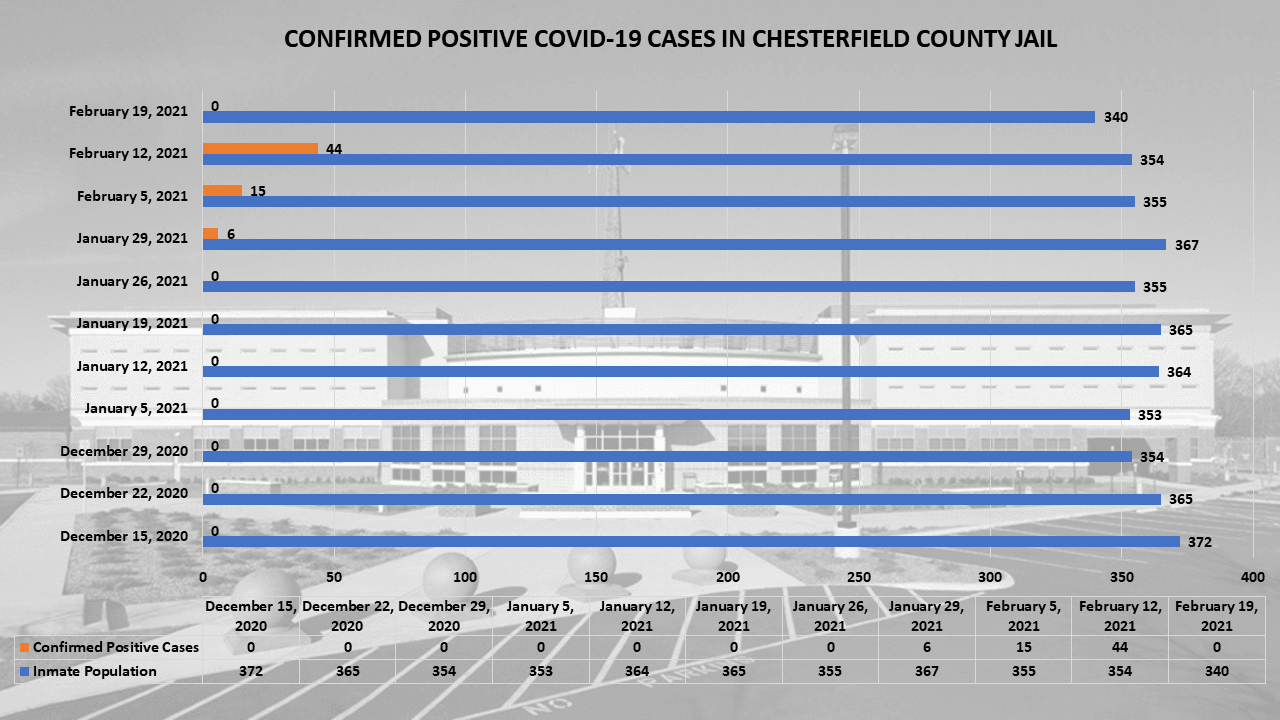 CONFIRMED POSITIVE COVID-19 CASES IN CHESTERFIELD COUNTY JAIL
February 19, 2021 0 340
February 12, 2021 44 354
February 5, 2021 15 355
January 29, 2021 6 367
January 26, 2021 0 355
January 19, 2021 0 365
January 12, 2021 0 364
January 5, 2021 0 353
December 29, 2020 0 354
December 22, 2020 0 365
December 15, 2020 0 372
0 50 100 150 200 250 300 350 400
December 15, December 22, December 29, January 5, January 12, January 19, January 26, January 29, February 5, February 12, February 19,
2020 2020 2020 2021 2021 2021 2021 2021 2021 2021 2021
Confirmed Positive Cases 0 0 0 0 0 0 0 6 15 44 0
Inmate Population 372 365 354 353 364 365 355 367 355 354 340
NO PARKING